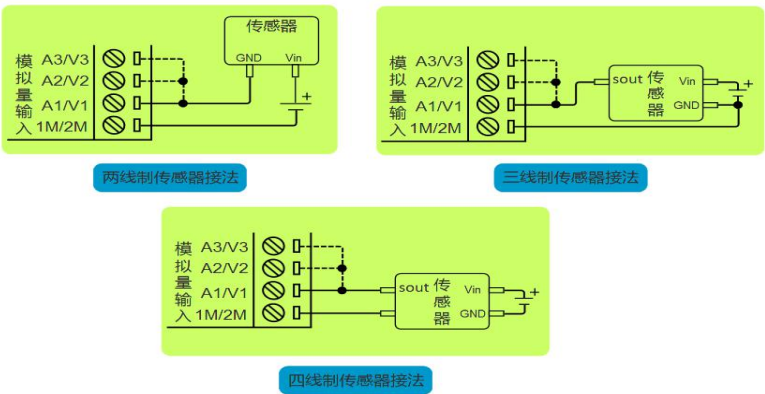 传感器
GND Vin
模拟量输入
A3/V3
A2/V2
A1/V1
1M/2M
+
两线制传感器接法
模拟量输入
A3/V3
A2/V2
A1/V1
1M/2M
sout 传感器 Vin
GND
+
三线制传感器接法
模拟量输入
A3/V3
A2/V2
A1/V1
1M/2M
sout 传感器 Vin
GND
+
四线制传感器接法